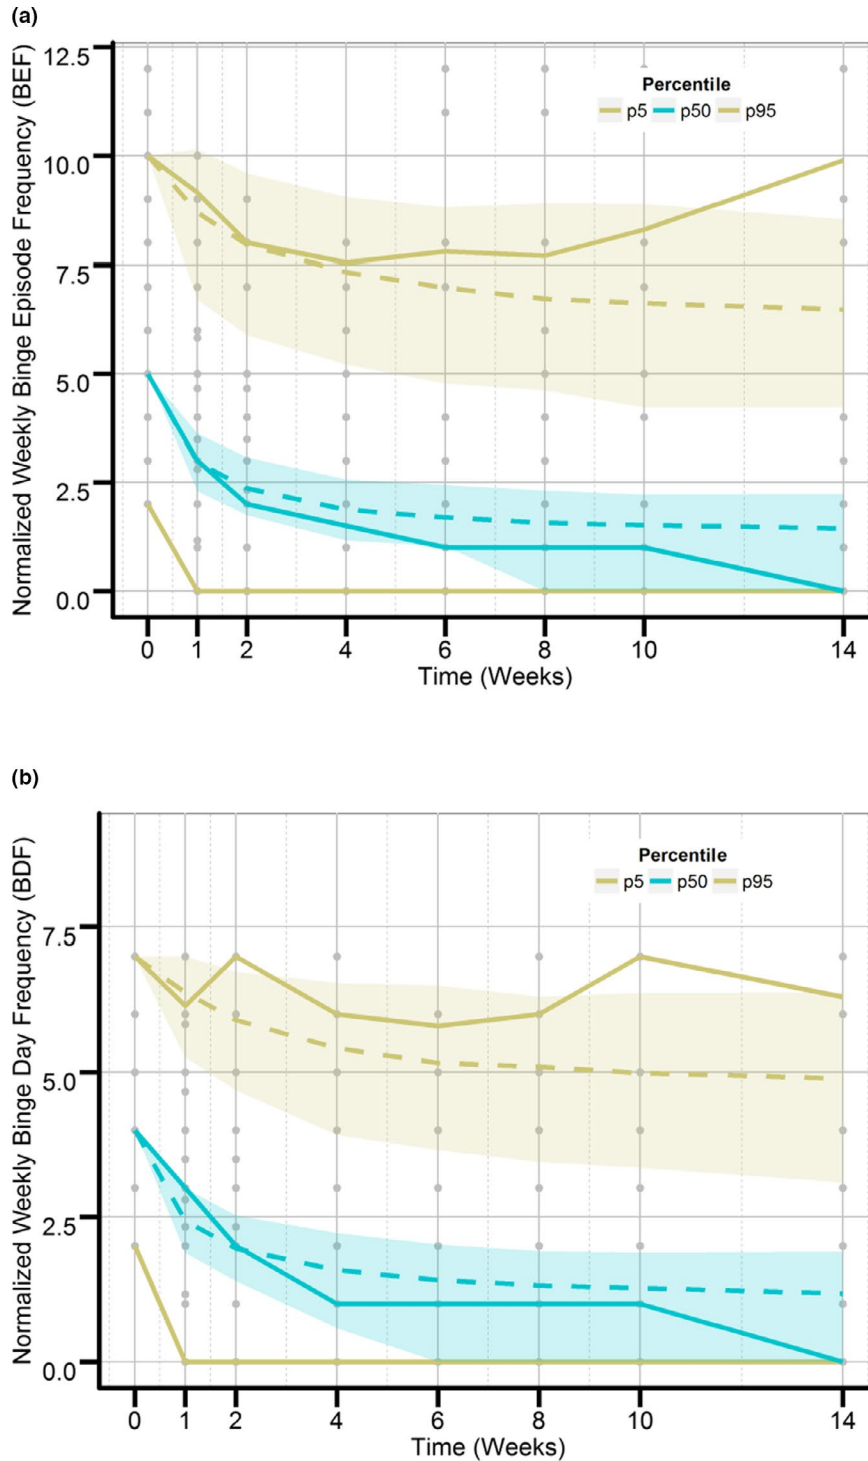 (a)
Normalized Weekly Binge Episode Frequency (BEF)
12.5
10.0
7.5
5.0
2.5
0.0
Percentile
p5 p50 p95
0 1 2 4 6 8 10 14
Time (Weeks)
(b)
Normalized Weekly Binge Day Frequency (BDF)
7.5
5.0
2.5
0.0
Percentile
p5 p50 p95
0 1 2 4 6 8 10 14
Time (Weeks)